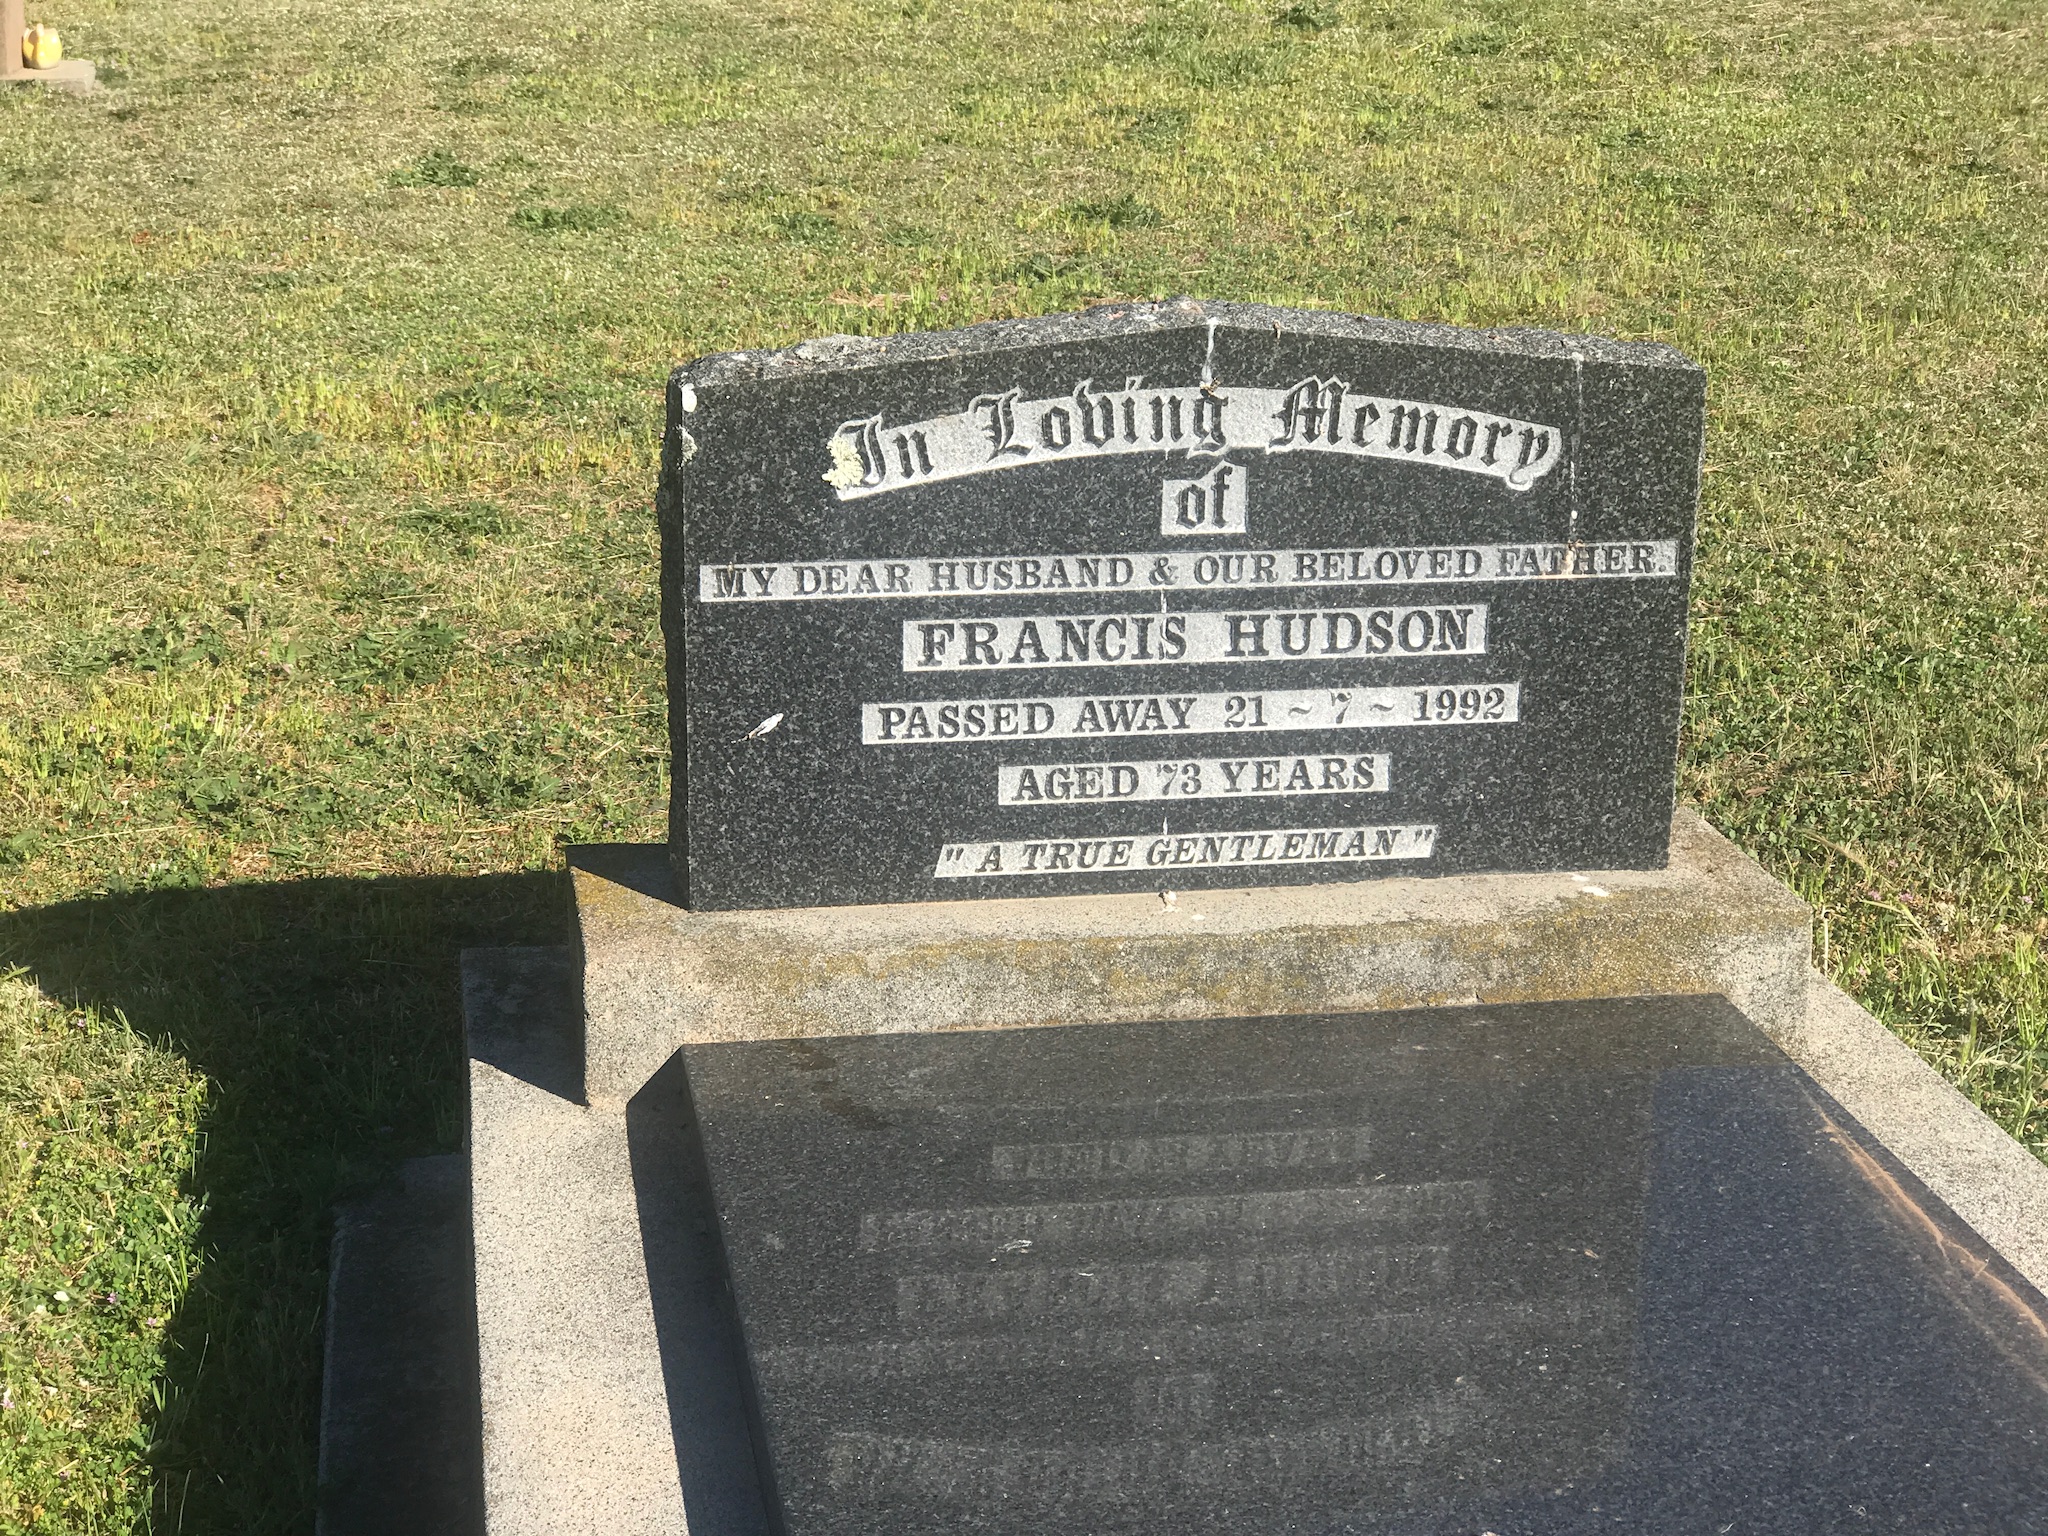 In Loving Memory
of
MY DEAR HUSBAND & OUR BELOVED FATHER.
FRANCIS HUDSON
PASSED AWAY 21 ~ 7 ~ 1992
AGED 73 YEARS
" A TRUE GENTLEMAN "